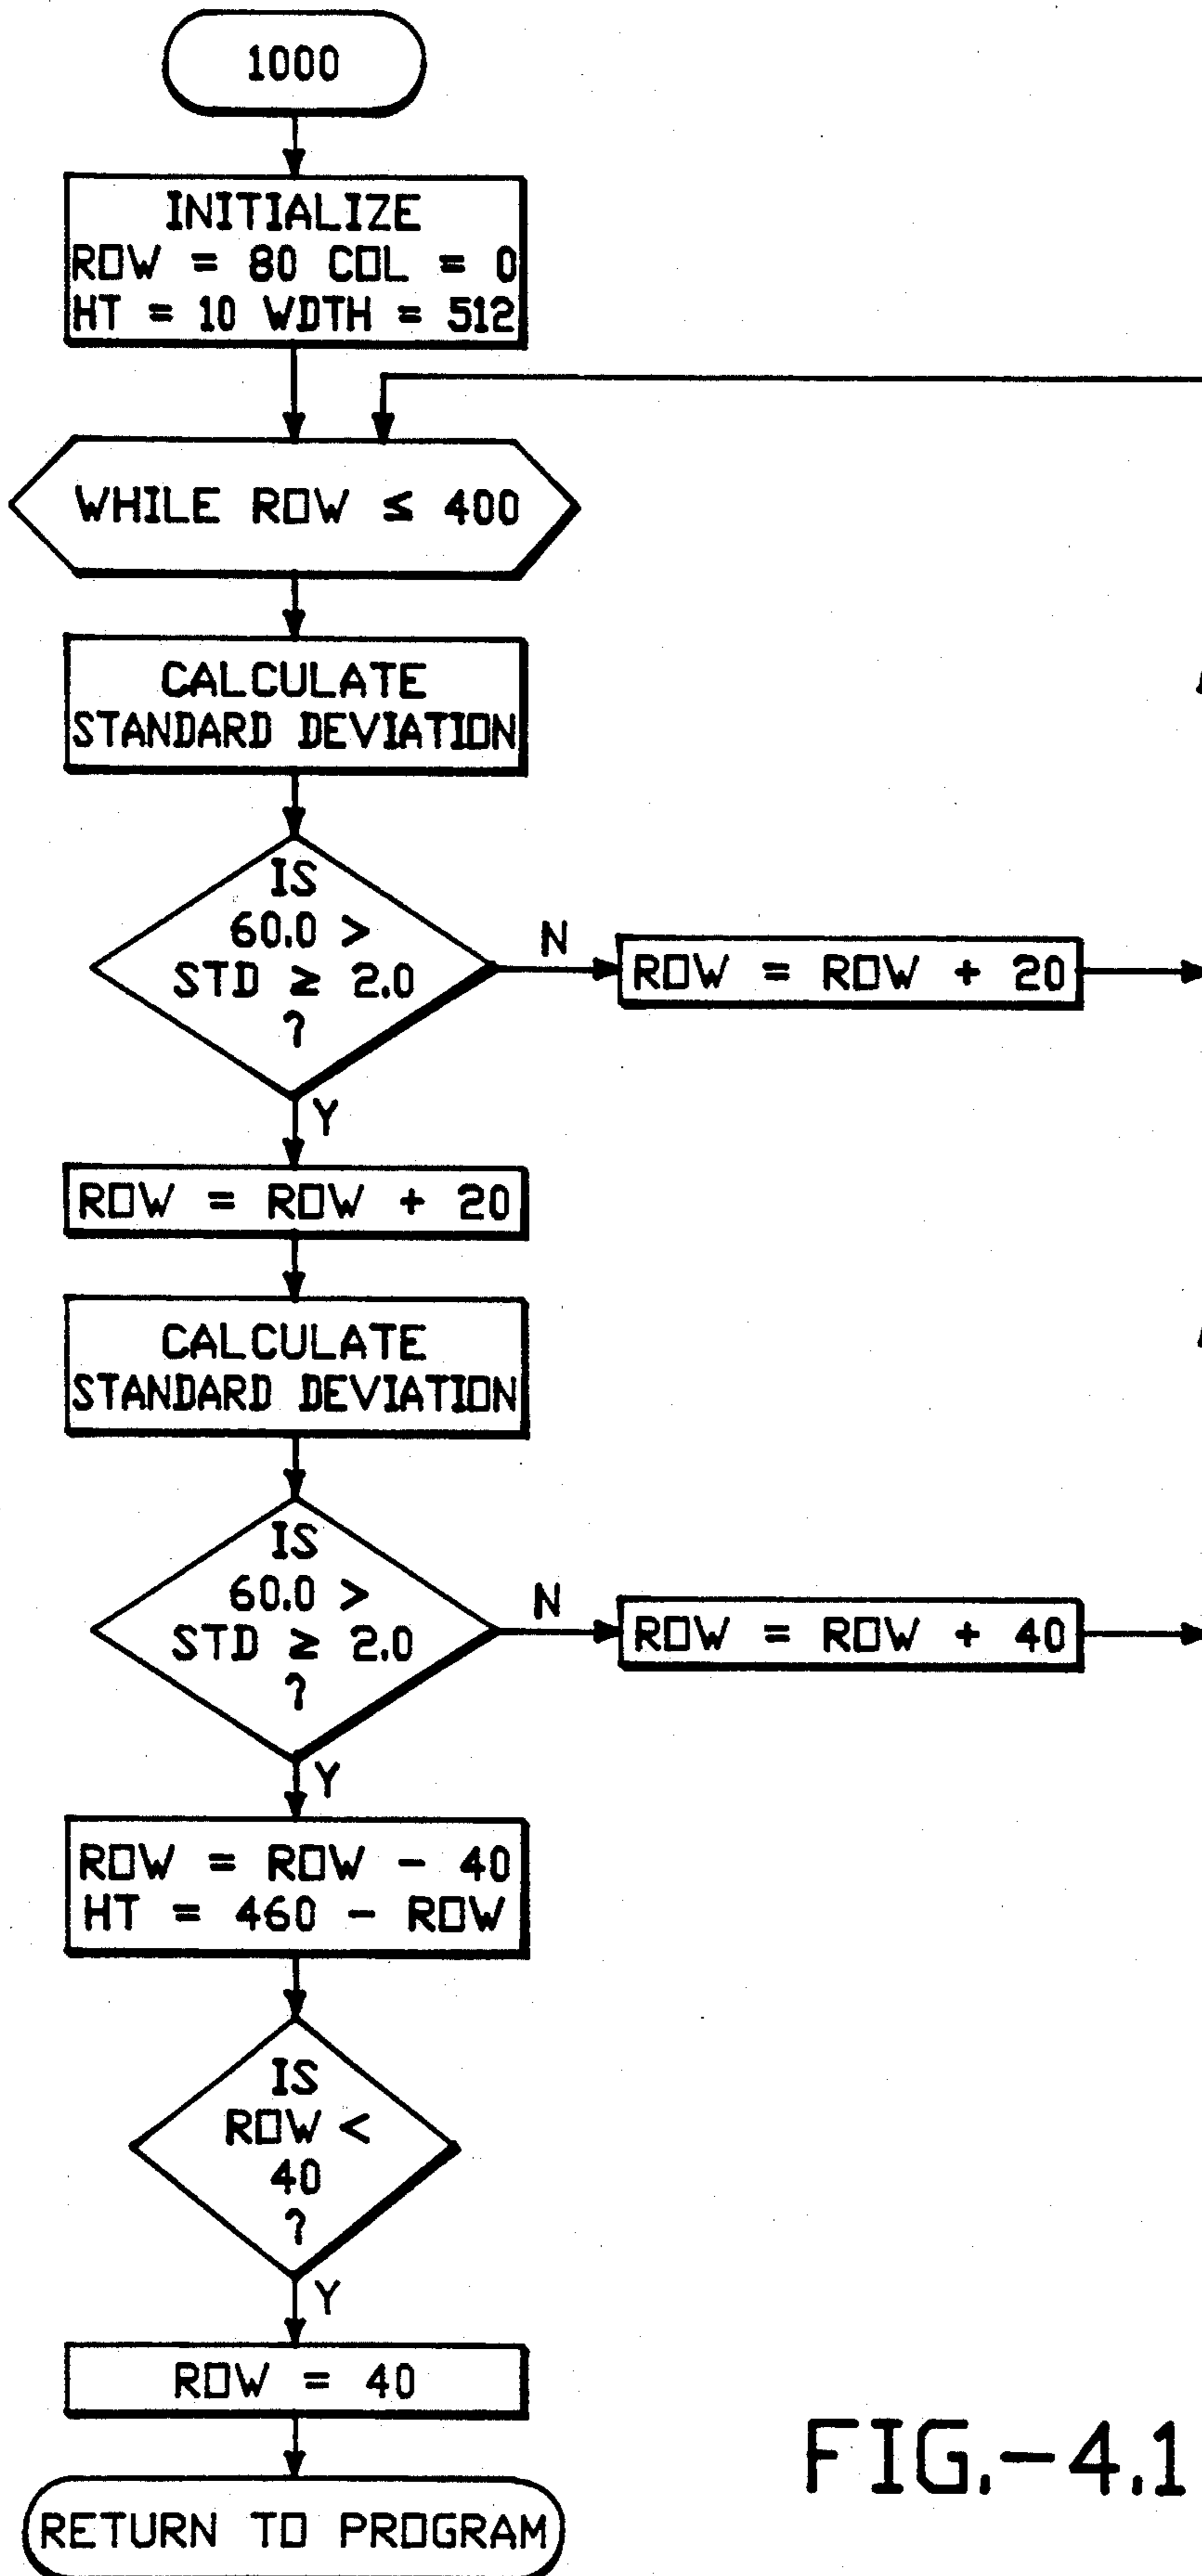 1000
INITIALIZE
ROW = 80 COL = 0
HT = 10 WDTH = 512
WHILE ROW ≤ 400
CALCULATE
STANDARD DEVIATION
IS
60.0 >
STD ≥ 2.0
?
N
ROW = ROW + 20
Y
ROW = ROW + 20
CALCULATE
STANDARD DEVIATION
IS
60.0 >
STD ≥ 2.0
?
N
ROW = ROW + 40
Y
ROW = ROW - 40
HT = 460 - ROW
IS
ROW <
40
?
Y
ROW = 40
RETURN TO PROGRAM
FIG.-4.1